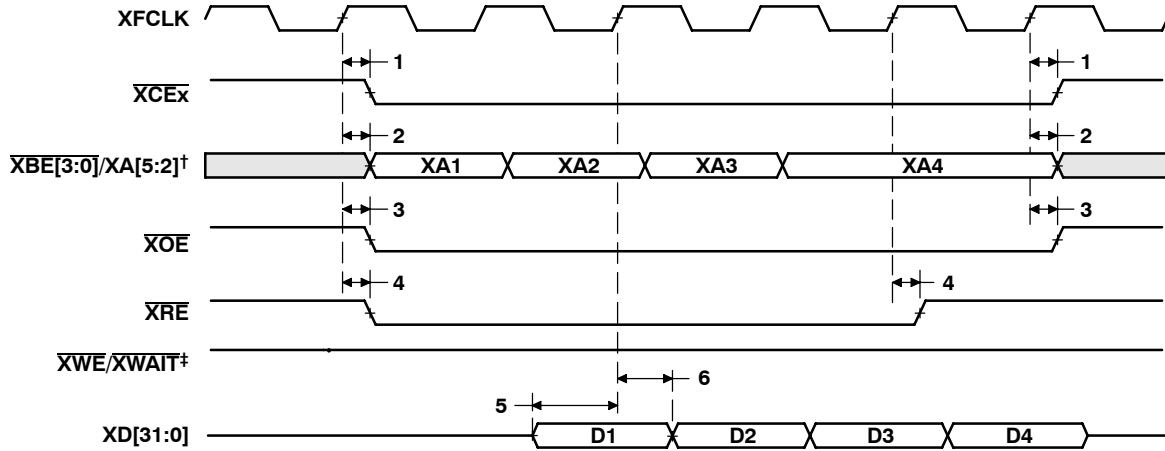 XFCLK
1 1
XCEx
2 2
XBE[3:0]/XA[5:2]† XA1 XA2 XA3 XA4
3 3
XOE
4 4
XRE
XWE/XWAIT‡
6
5
XD[31:0] D1 D2 D3 D4